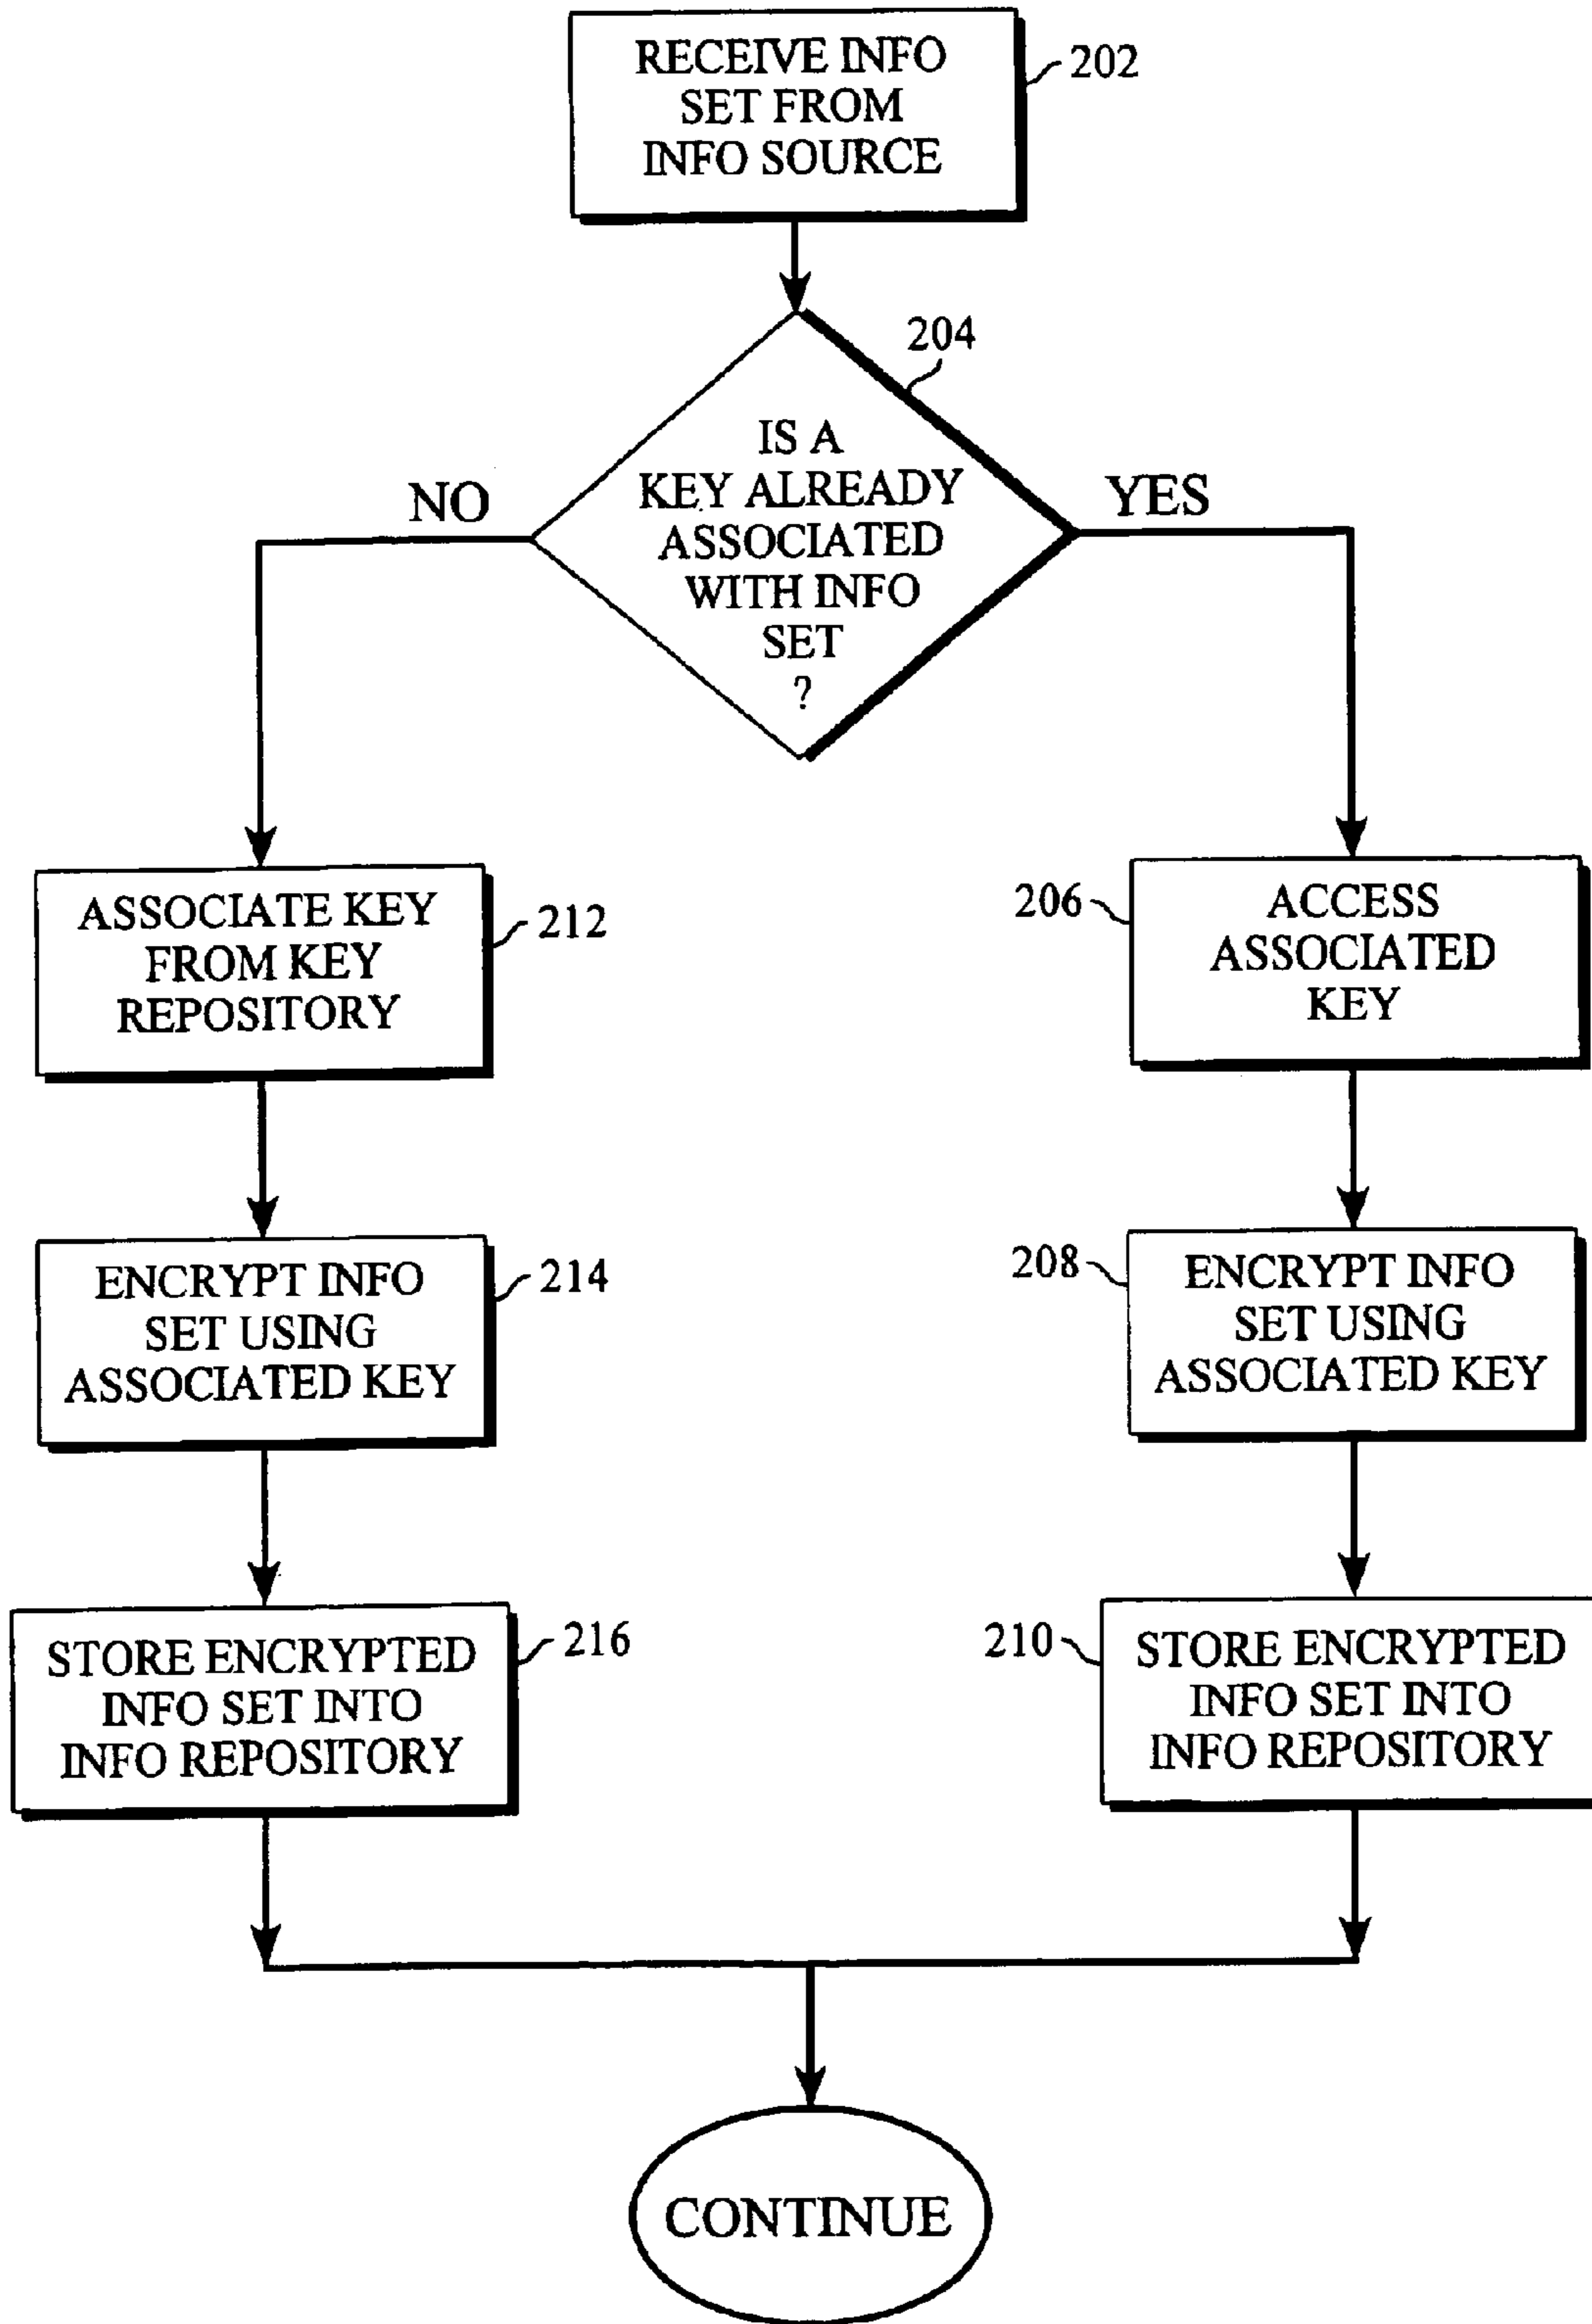 RECEIVE INFO
SET FROM
INFO SOURCE
202
204
IS A
KEY ALREADY
ASSOCIATED
WITH INFO
SET
?
NO
YES
ASSOCIATE KEY
FROM KEY
REPOSITORY
212
206
ACCESS
ASSOCIATED
KEY
ENCRYPT INFO
SET USING
ASSOCIATED KEY
214
208
ENCRYPT INFO
SET USING
ASSOCIATED KEY
STORE ENCRYPTED
INFO SET INTO
INFO REPOSITORY
216
210
STORE ENCRYPTED
INFO SET INTO
INFO REPOSITORY
CONTINUE